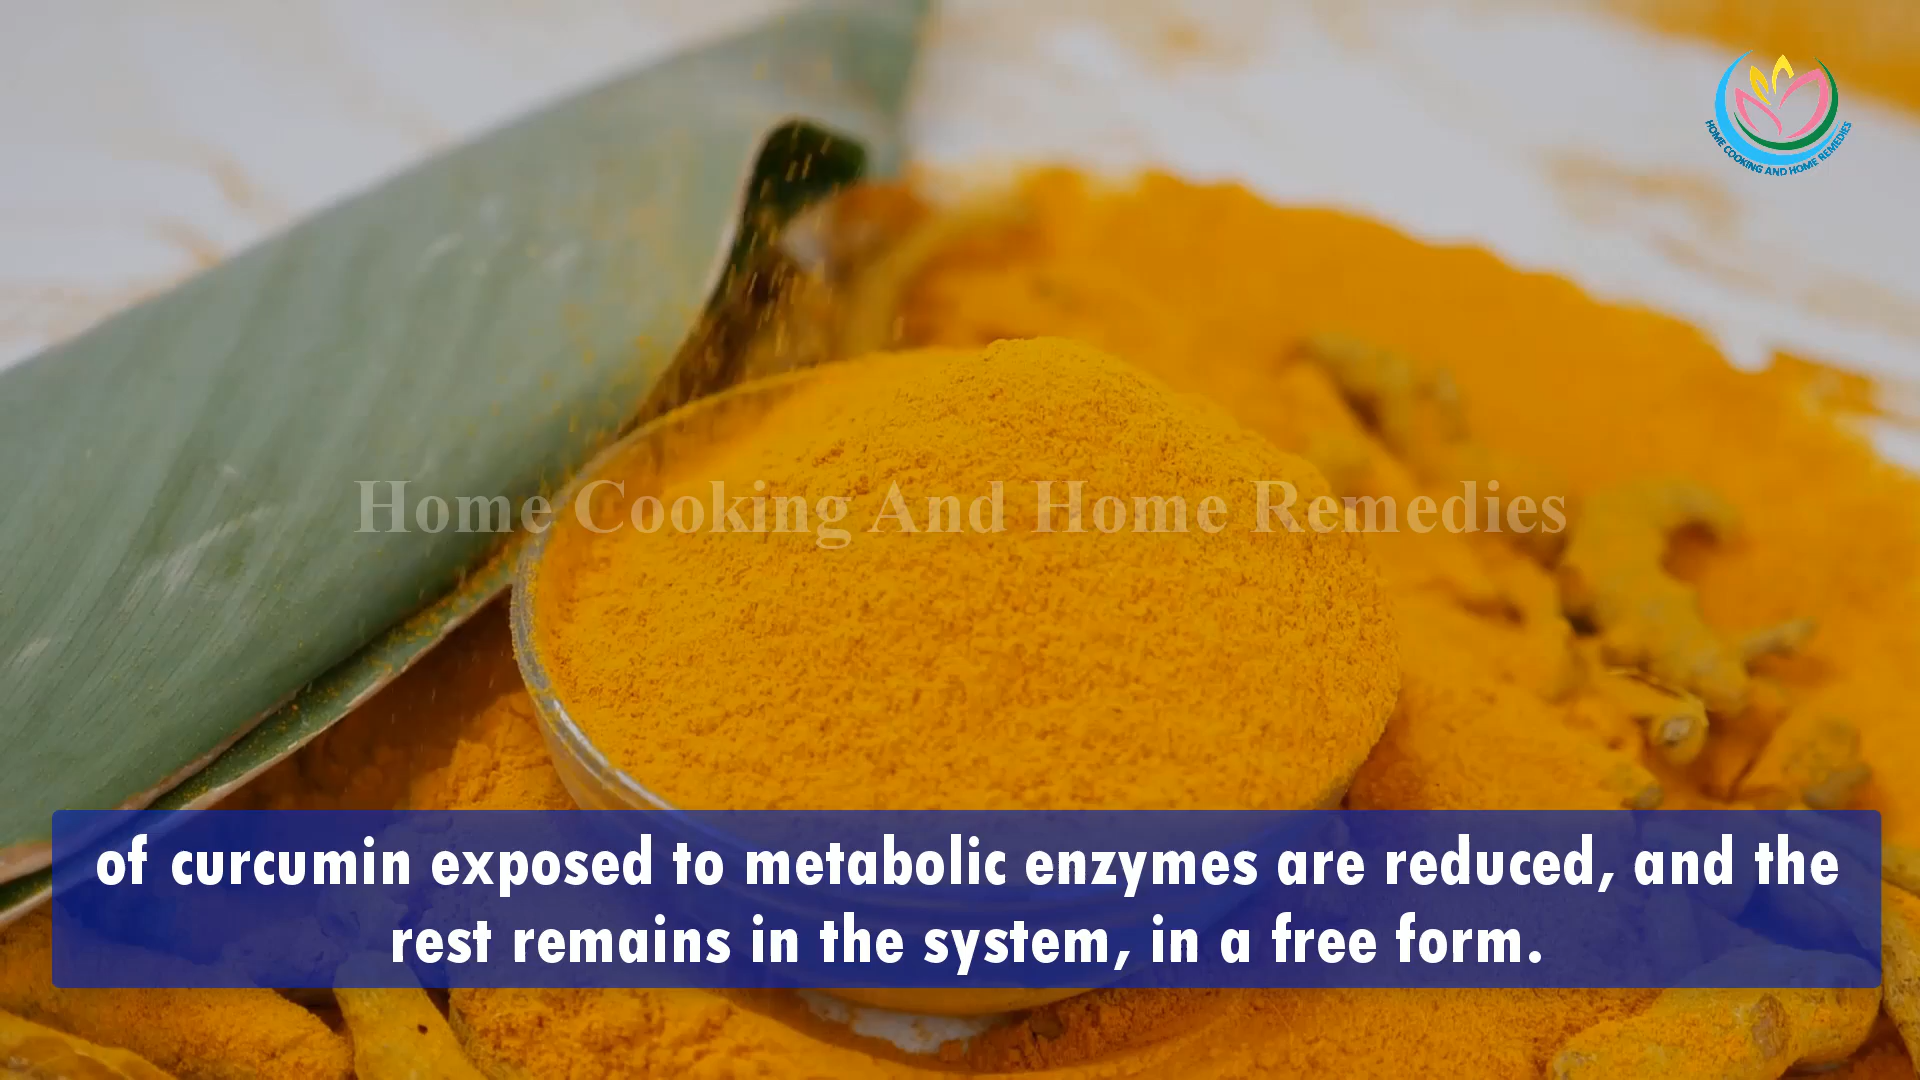 HOME COOKING AND HOME REMEDIES
Home Cooking And Home Remedies
of curcumin exposed to metabolic enzymes are reduced, and the
rest remains in the system, in a free form.